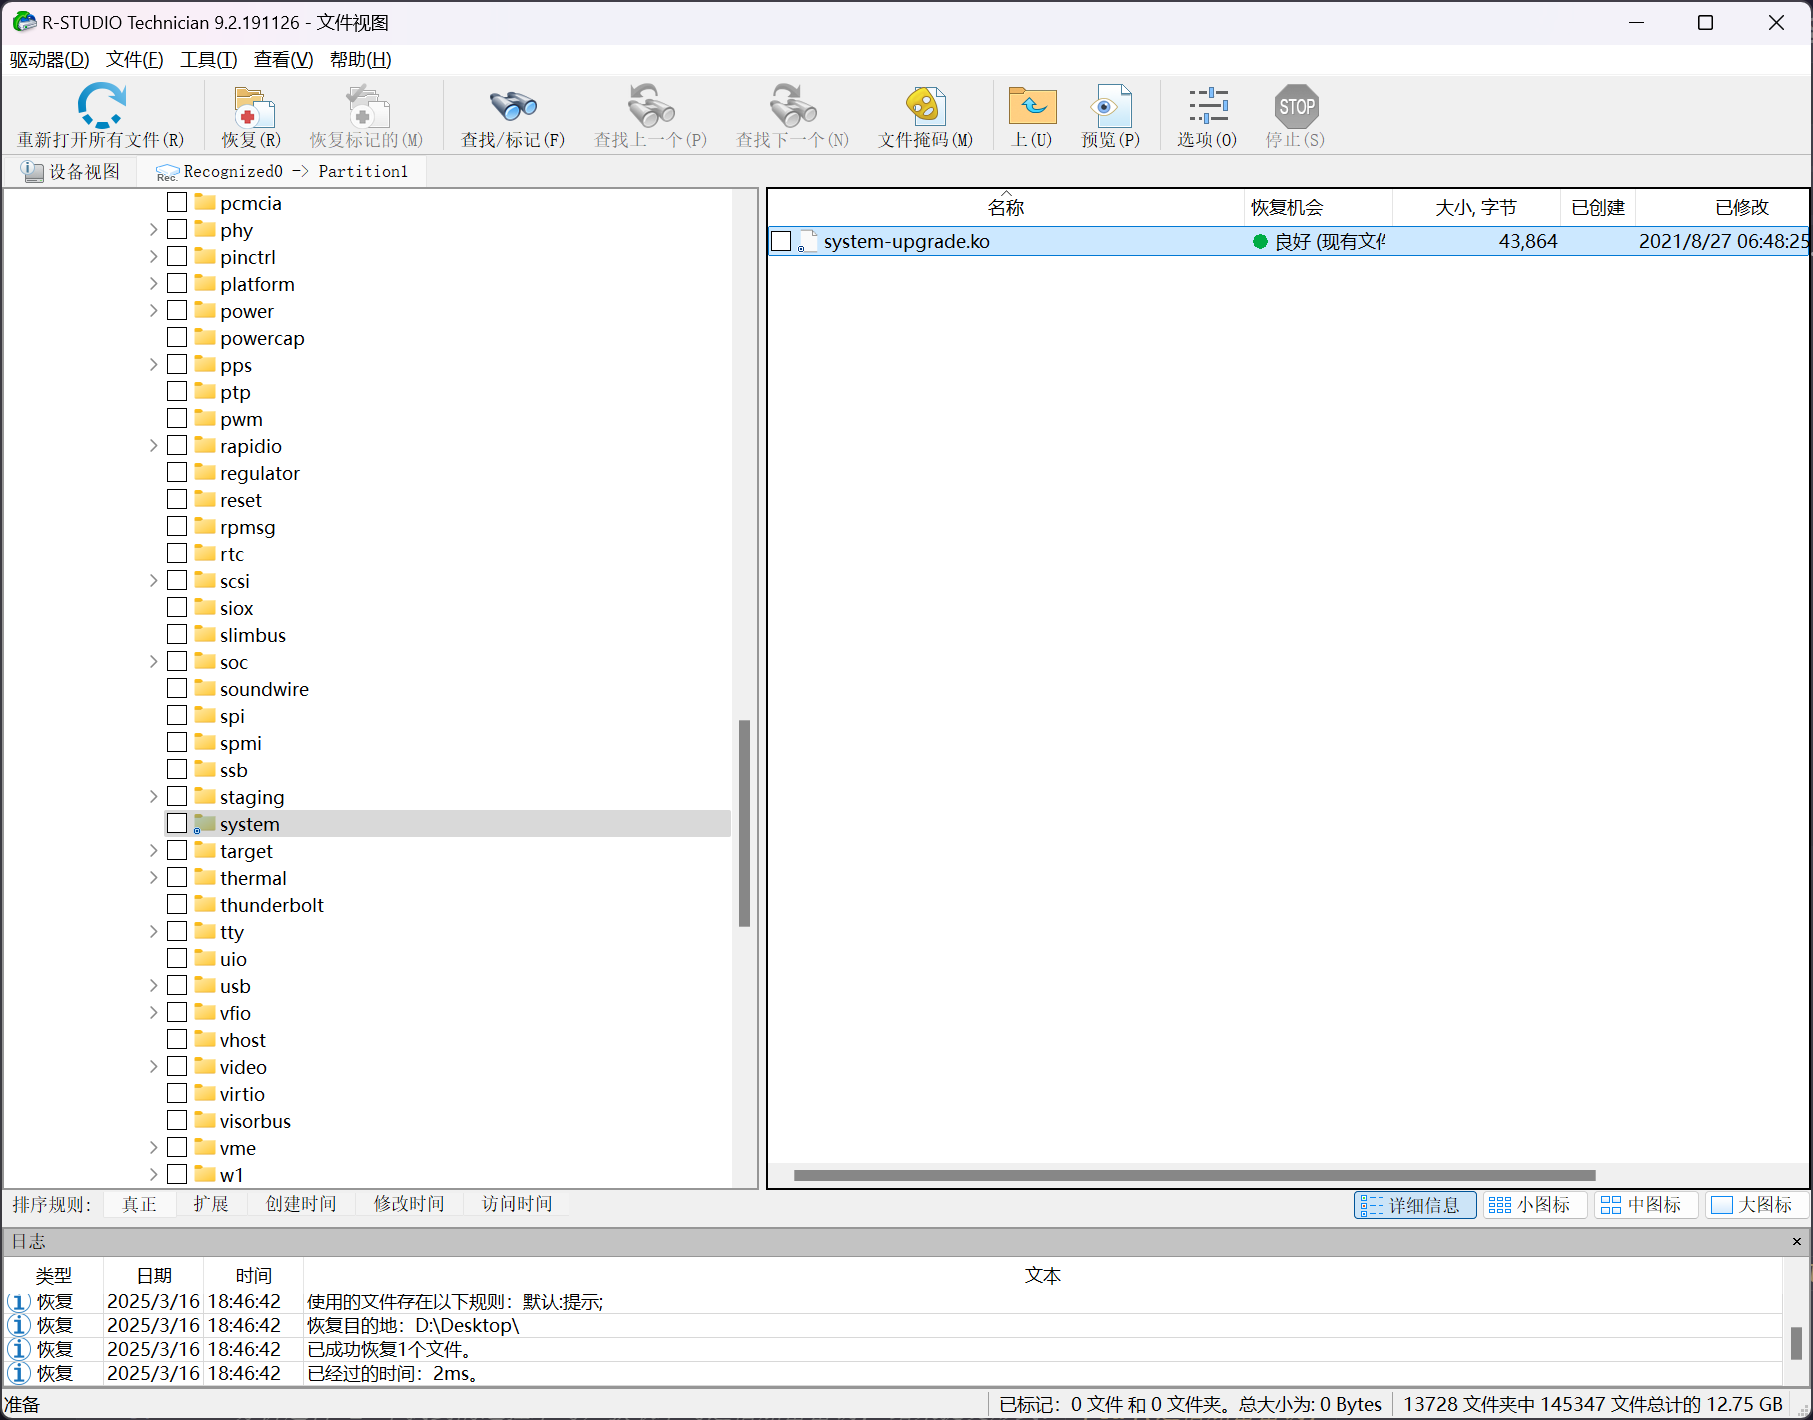 R-STUDIO Technician 9.2.191126 - 文件视图
驱动器(D) 文件(F) 工具(T) 查看(V) 帮助(H)
重新打开所有文件(R) 恢复(R) 恢复标记的(M) 查找/标记(F) 查找上一个(P) 查找下一个(N) 文件掩码(M) 上(U) 预览(P) 选项(O) STOP 停止(S)
设备视图 Rec. Recognized0 -> Partition1
pcmcia
phy
pinctrl
platform
power
powercap
pps
ptp
pwm
rapidio
regulator
reset
rpmsg
rtc
scsi
siox
slimbus
soc
soundwire
spi
spmi
ssb
staging
system
target
thermal
thunderbolt
tty
uio
usb
vfio
vhost
video
virtio
visorbus
vme
w1
名称 恢复机会 大小, 字节 已创建 已修改
system-upgrade.ko 良好 (现有文件 43,864 2021/8/27 06:48:25
排序规则: 真正 扩展 创建时间 修改时间 访问时间 详细信息 小图标 中图标 大图标
日志
类型 日期 时间 文本
恢复 2025/3/16 18:46:42 使用的文件存在以下规则：默认:提示;
恢复 2025/3/16 18:46:42 恢复目的地：D:\Desktop\
恢复 2025/3/16 18:46:42 已成功恢复1个文件。
恢复 2025/3/16 18:46:42 已经过的时间：2ms。
准备 已标记：0 文件 和 0 文件夹。总大小为: 0 Bytes 13728 文件夹中 145347 文件总计的 12.75 GB